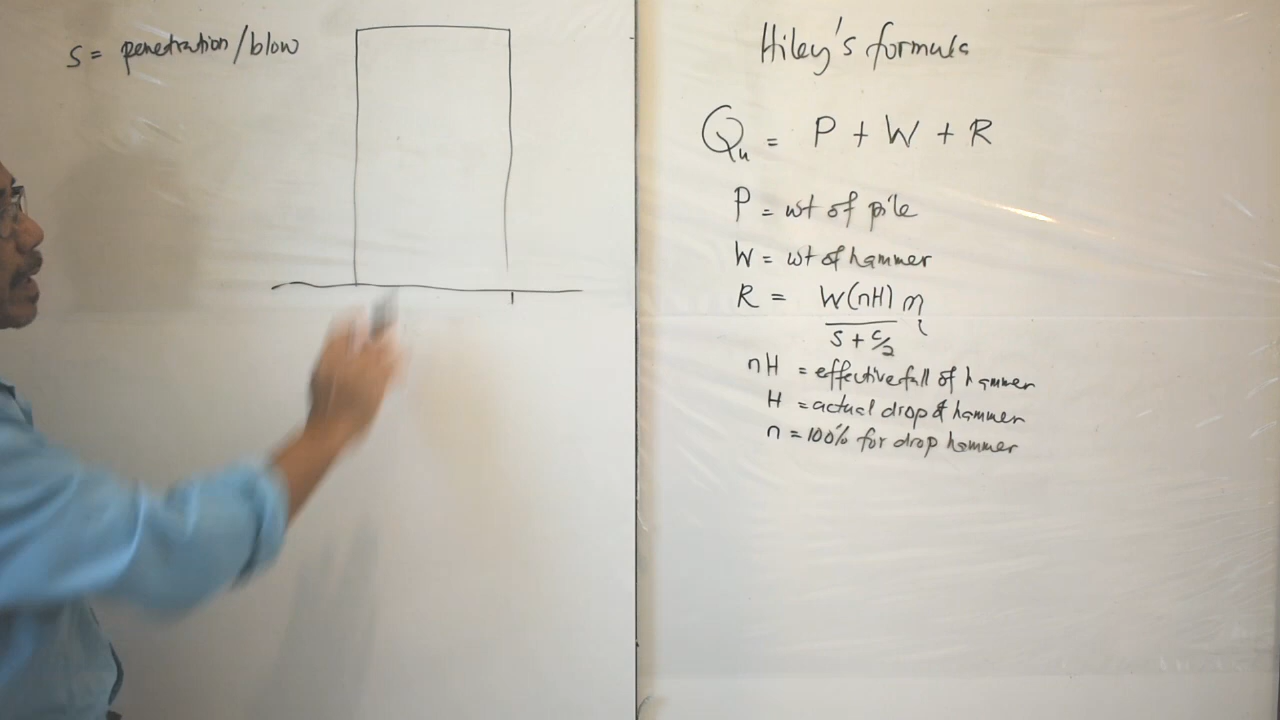 S = penetration/blow
Hiley's formula
Qu = P + W + R
P = wt of pile
W = wt of hammer
R = W(nH) η
S + c/2
nH = effective fall of hammer
H = actual drop of hammer
n = 100% for drop hammer